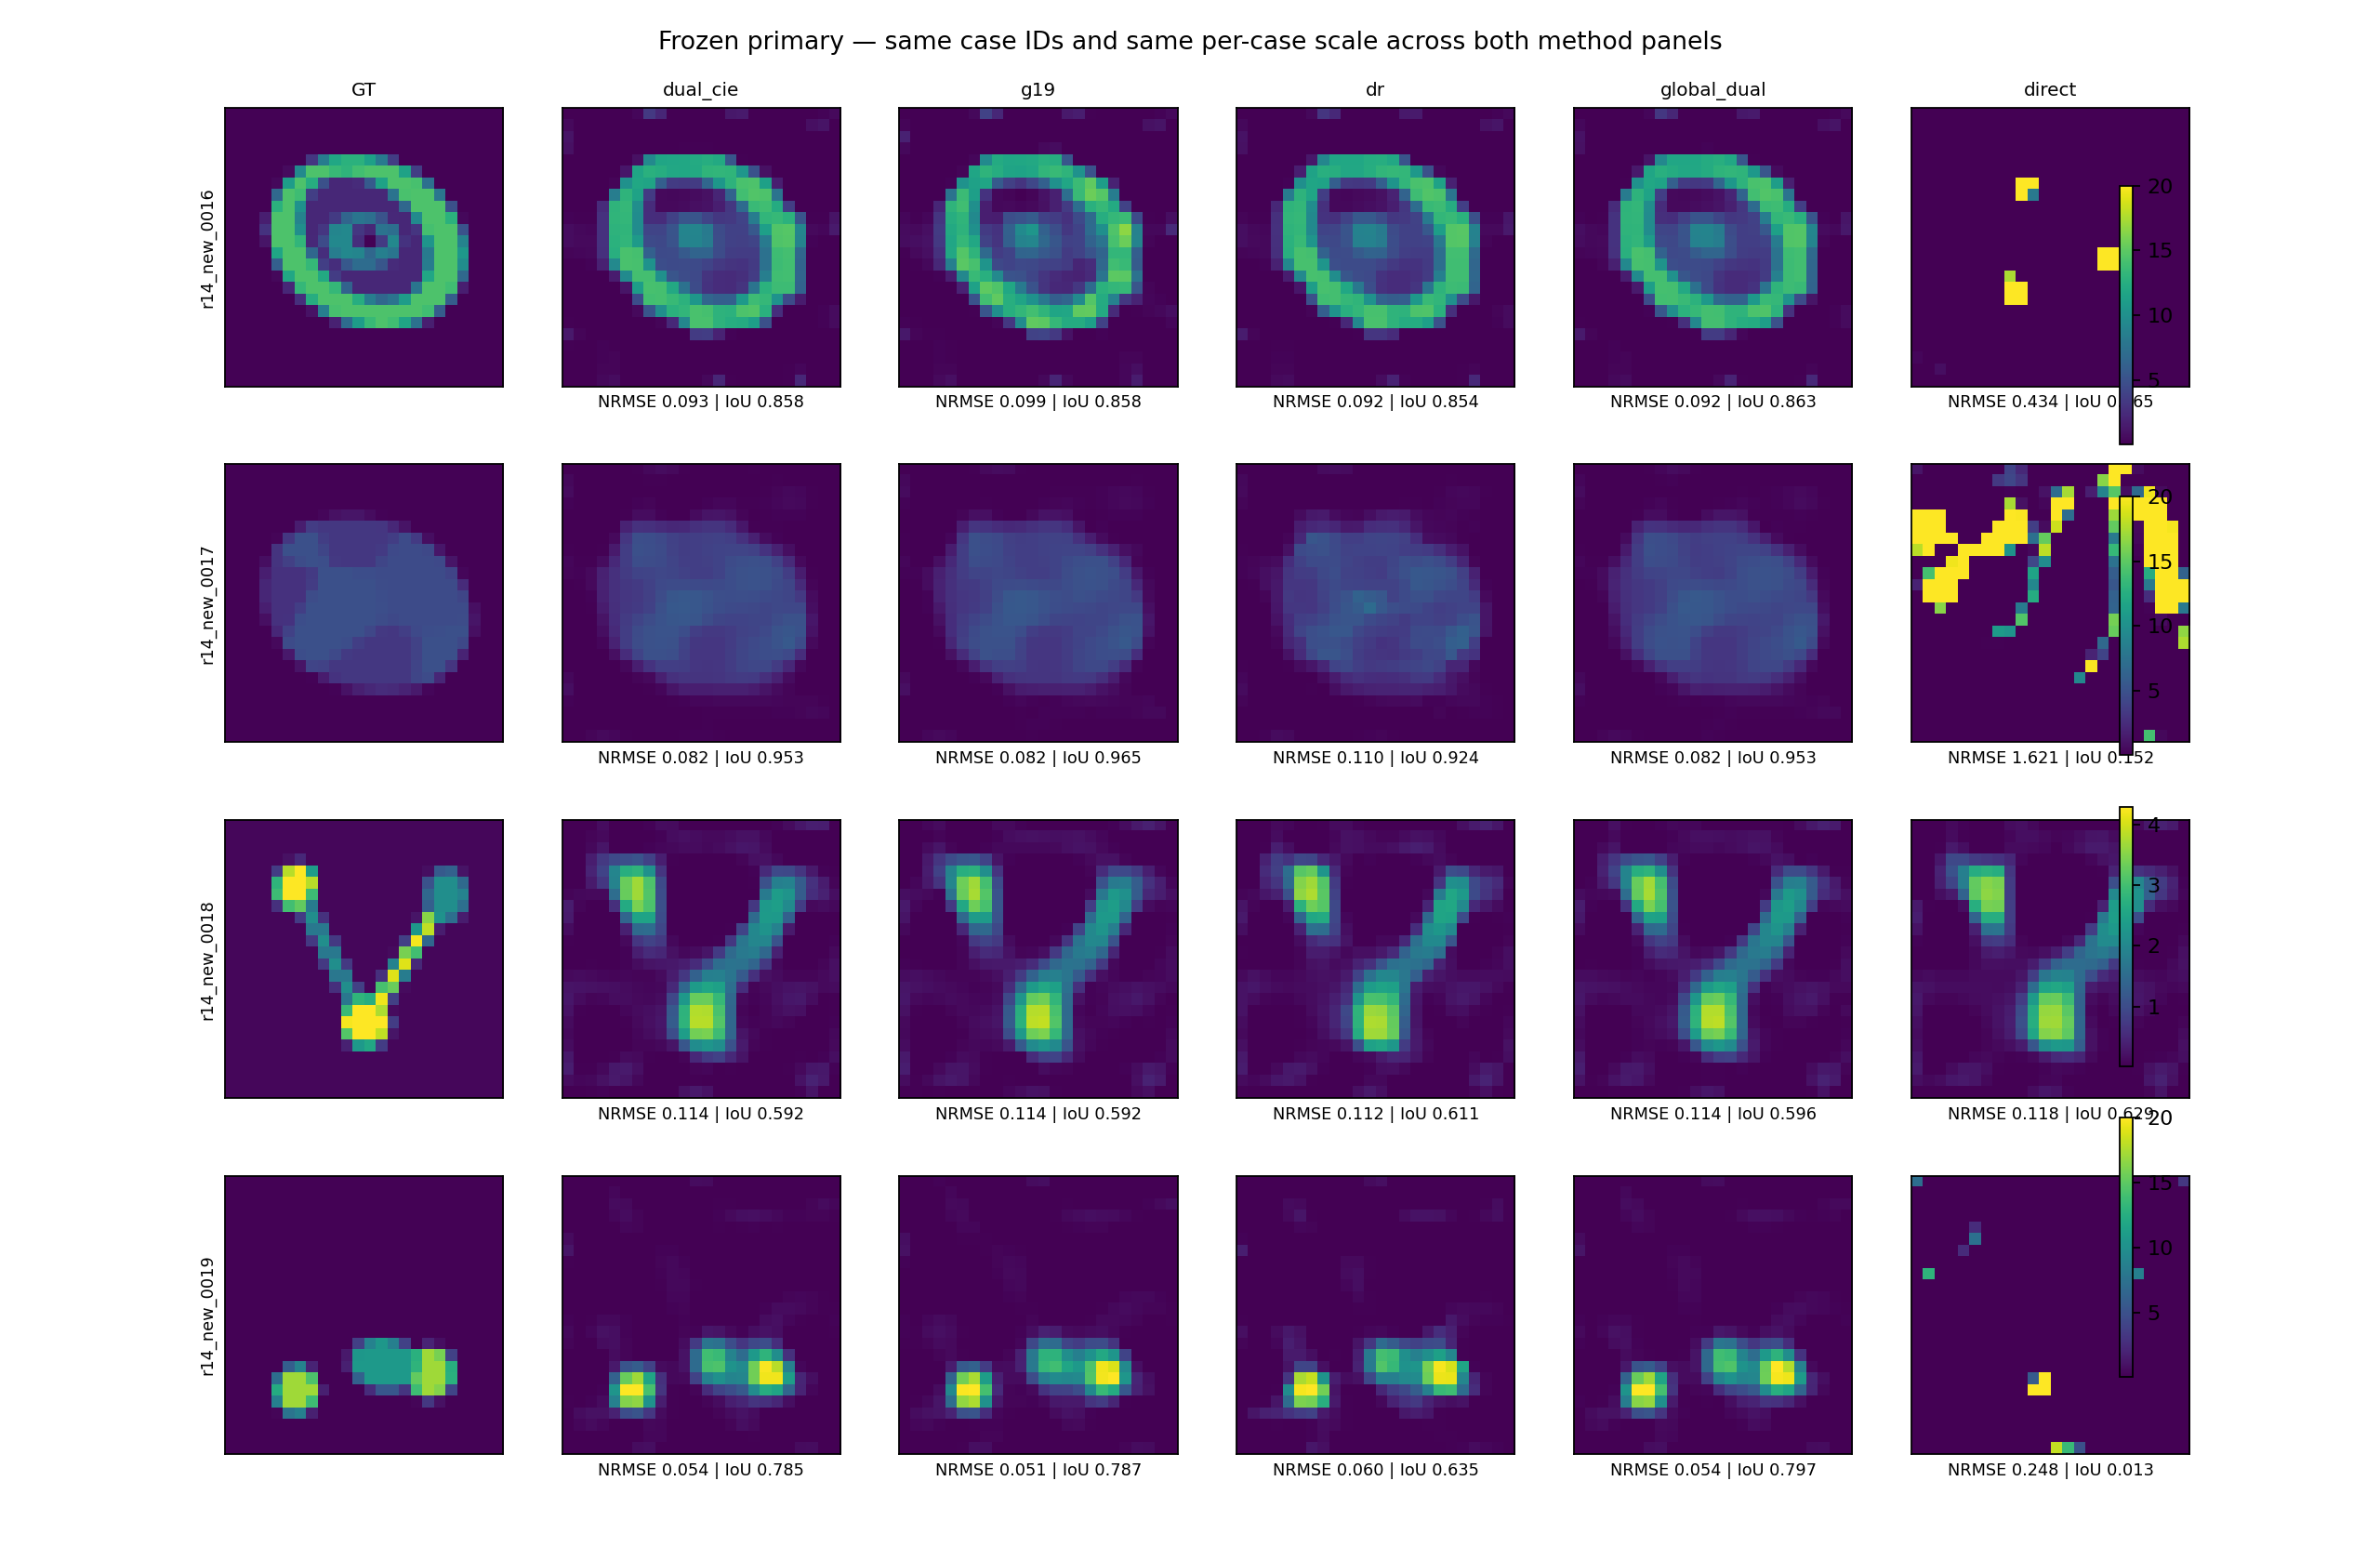 Frozen primary — same case IDs and same per-case scale across both method panels
GT dual_cie g19 dr global_dual direct
r14_new_0016
20
15
10
5
NRMSE 0.093 | IoU 0.858 NRMSE 0.099 | IoU 0.858 NRMSE 0.092 | IoU 0.854 NRMSE 0.092 | IoU 0.863 NRMSE 0.434 | IoU
r14_new_0017
20
15
10
5
NRMSE 0.082 | IoU 0.953 NRMSE 0.082 | IoU 0.965 NRMSE 0.110 | IoU 0.924 NRMSE 0.082 | IoU 0.953 NRMSE 1.621 | IoU 0.152
r14_new_0018
4
3
2
1
NRMSE 0.114 | IoU 0.592 NRMSE 0.114 | IoU 0.592 NRMSE 0.112 | IoU 0.611 NRMSE 0.114 | IoU 0.596 NRMSE 0.118 | IoU 0.629
r14_new_0019
20
15
10
5
NRMSE 0.054 | IoU 0.785 NRMSE 0.051 | IoU 0.787 NRMSE 0.060 | IoU 0.635 NRMSE 0.054 | IoU 0.797 NRMSE 0.248 | IoU 0.013